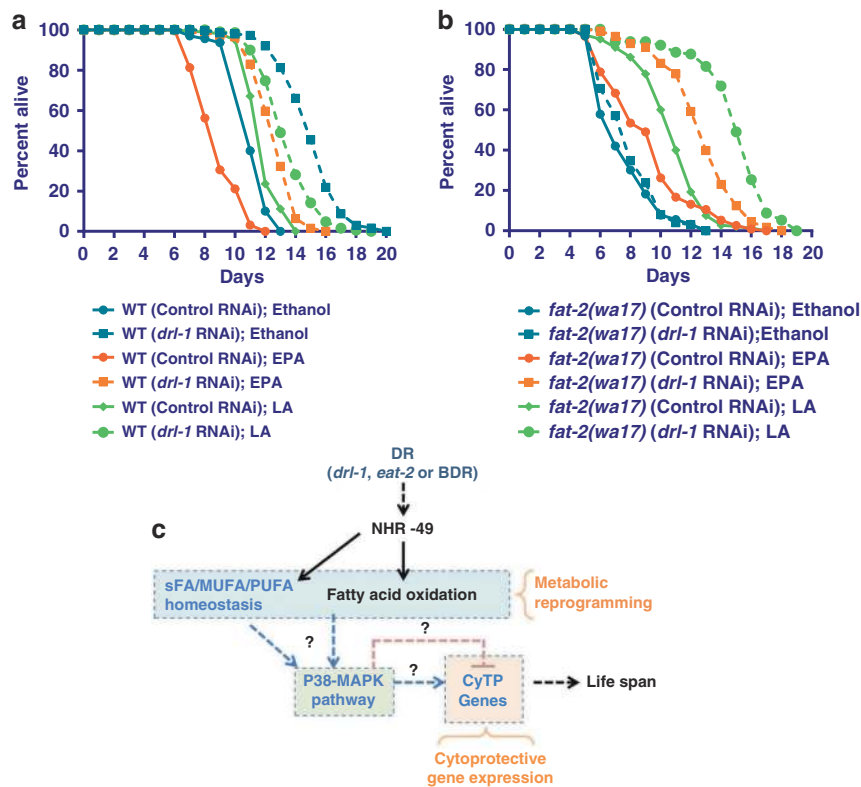 a
Percent alive
100
80
60
40
20
0
0 2 4 6 8 10 12 14 16 18 20
Days
WT (Control RNAi); Ethanol
WT (drl-1 RNAi); Ethanol
WT (Control RNAi); EPA
WT (drl-1 RNAi); EPA
WT (Control RNAi); LA
WT (drl-1 RNAi); LA
b
Percent alive
100
80
60
40
20
0
0 2 4 6 8 10 12 14 16 18 20
Days
fat-2(wa17) (Control RNAi); Ethanol
fat-2(wa17) (drl-1 RNAi);Ethanol
fat-2(wa17) (Control RNAi); EPA
fat-2(wa17) (drl-1 RNAi); EPA
fat-2(wa17) (Control RNAi); LA
fat-2(wa17) (drl-1 RNAi); LA
c
DR
(drl-1, eat-2 or BDR)
NHR -49
sFA/MUFA/PUFA
homeostasis
Fatty acid oxidation
Metabolic
reprogramming
?
?
?
P38-MAPK
pathway
CyTP
Genes
Life span
Cytoprotective
gene expression